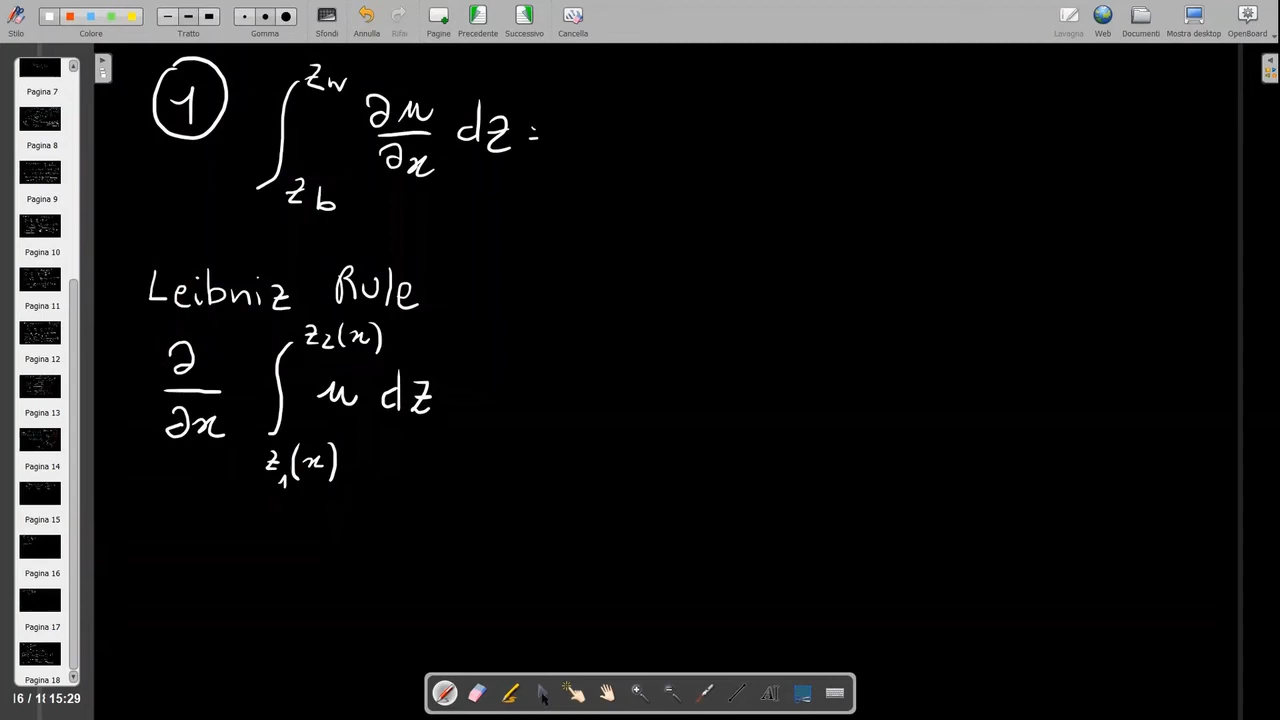 Stilo Colore Tratto Gomma Sfondi Annulla Rifai Pagine Precedente Successivo Cancella Lavagna Web Documenti Mostra desktop OpenBoard
Pagina 7
Pagina 8
Pagina 9
Pagina 10
Pagina 11
Pagina 12
Pagina 13
Pagina 14
Pagina 15
Pagina 16
Pagina 17
Pagina 18
15:29
① ∫_{z_b}^{z_w} ∂u/∂x dz =
Leibniz Rule
∂/∂x ∫_{z_1(x)}^{z_2(x)} u dz